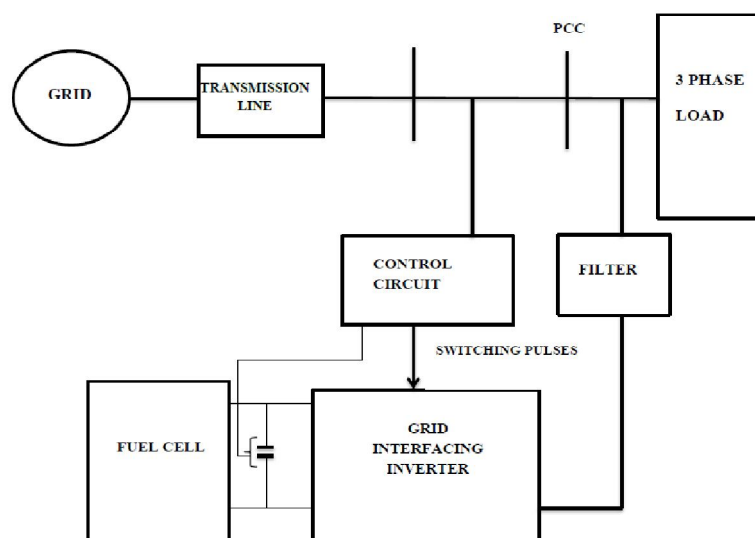 PCC
GRID
TRANSMISSION
LINE
3 PHASE
LOAD
CONTROL
CIRCUIT
FILTER
SWITCHING PULSES
FUEL CELL
GRID
INTERFACING
INVERTER